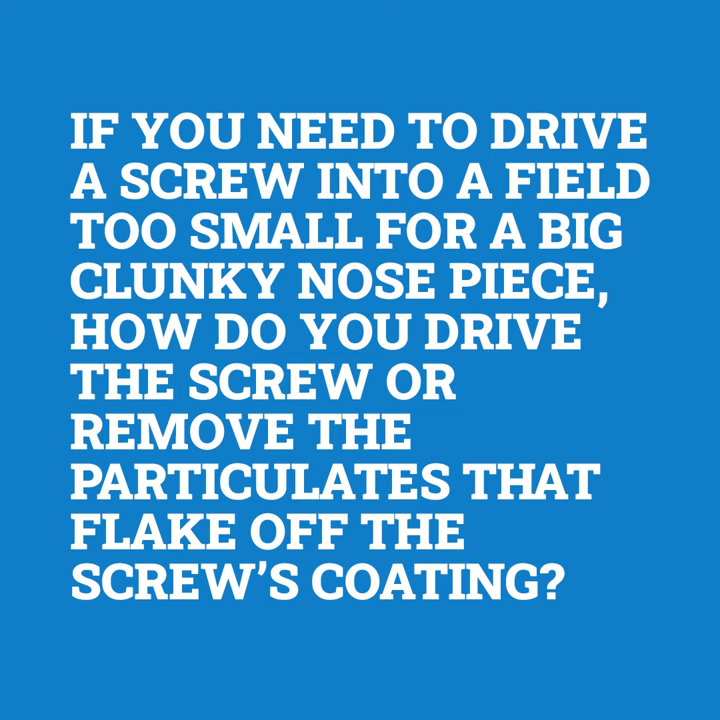 IF YOU NEED TO DRIVE
A SCREW INTO A FIELD
TOO SMALL FOR A BIG
CLUNKY NOSE PIECE,
HOW DO YOU DRIVE
THE SCREW OR
REMOVE THE
PARTICULATES THAT
FLAKE OFF THE
SCREW’S COATING?